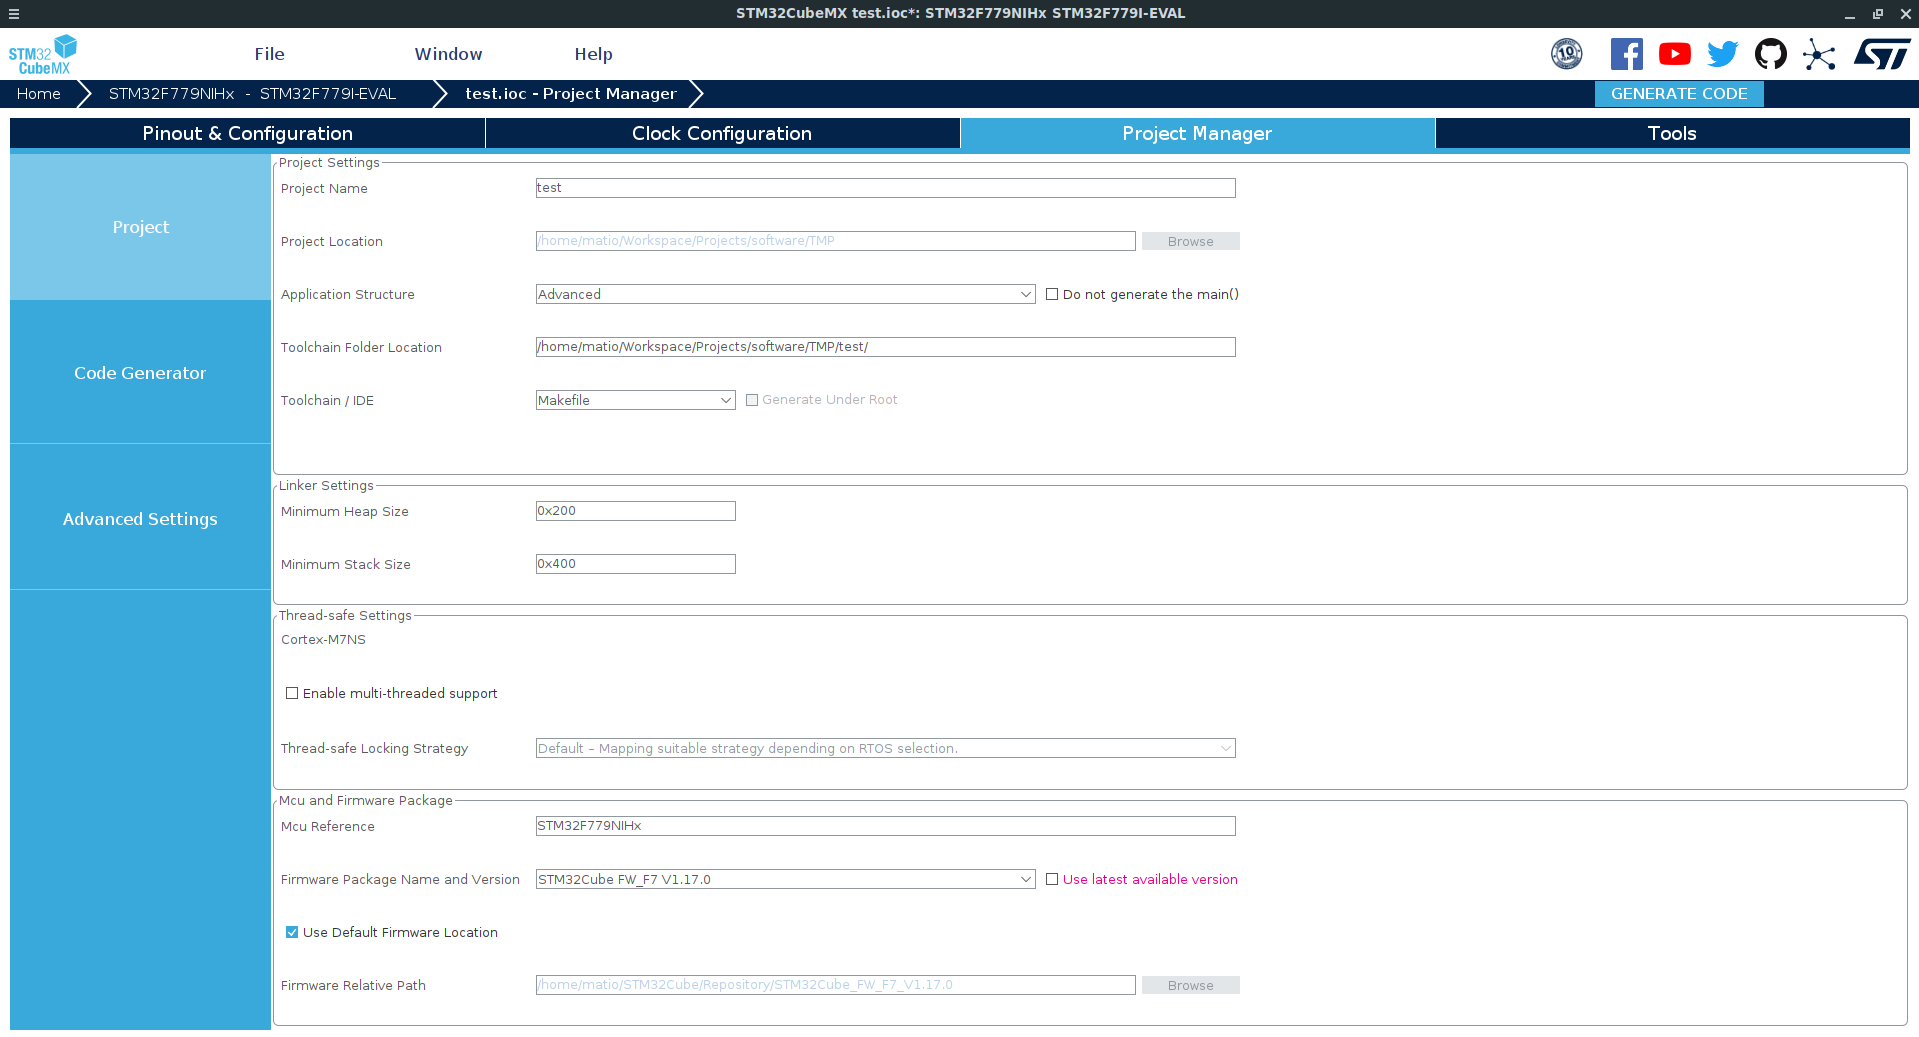 STM32CubeMX test.ioc*: STM32F779NIHx STM32F779I-EVAL
STM32
CubeMX
File
Window
Help
10
Home
STM32F779NIHx - STM32F779I-EVAL
test.ioc - Project Manager
GENERATE CODE
Pinout & Configuration
Clock Configuration
Project Manager
Tools
Project
Code Generator
Advanced Settings
Project Settings
Project Name
test
Project Location
/home/matio/Workspace/Projects/software/TMP
Browse
Application Structure
Advanced
Do not generate the main()
Toolchain Folder Location
/home/matio/Workspace/Projects/software/TMP/test/
Toolchain / IDE
Makefile
Generate Under Root
Linker Settings
Minimum Heap Size
0x200
Minimum Stack Size
0x400
Thread-safe Settings
Cortex-M7NS
Enable multi-threaded support
Thread-safe Locking Strategy
Default – Mapping suitable strategy depending on RTOS selection.
Mcu and Firmware Package
Mcu Reference
STM32F779NIHx
Firmware Package Name and Version
STM32Cube FW_F7 V1.17.0
Use latest available version
Use Default Firmware Location
Firmware Relative Path
/home/matio/STM32Cube/Repository/STM32Cube_FW_F7_V1.17.0
Browse